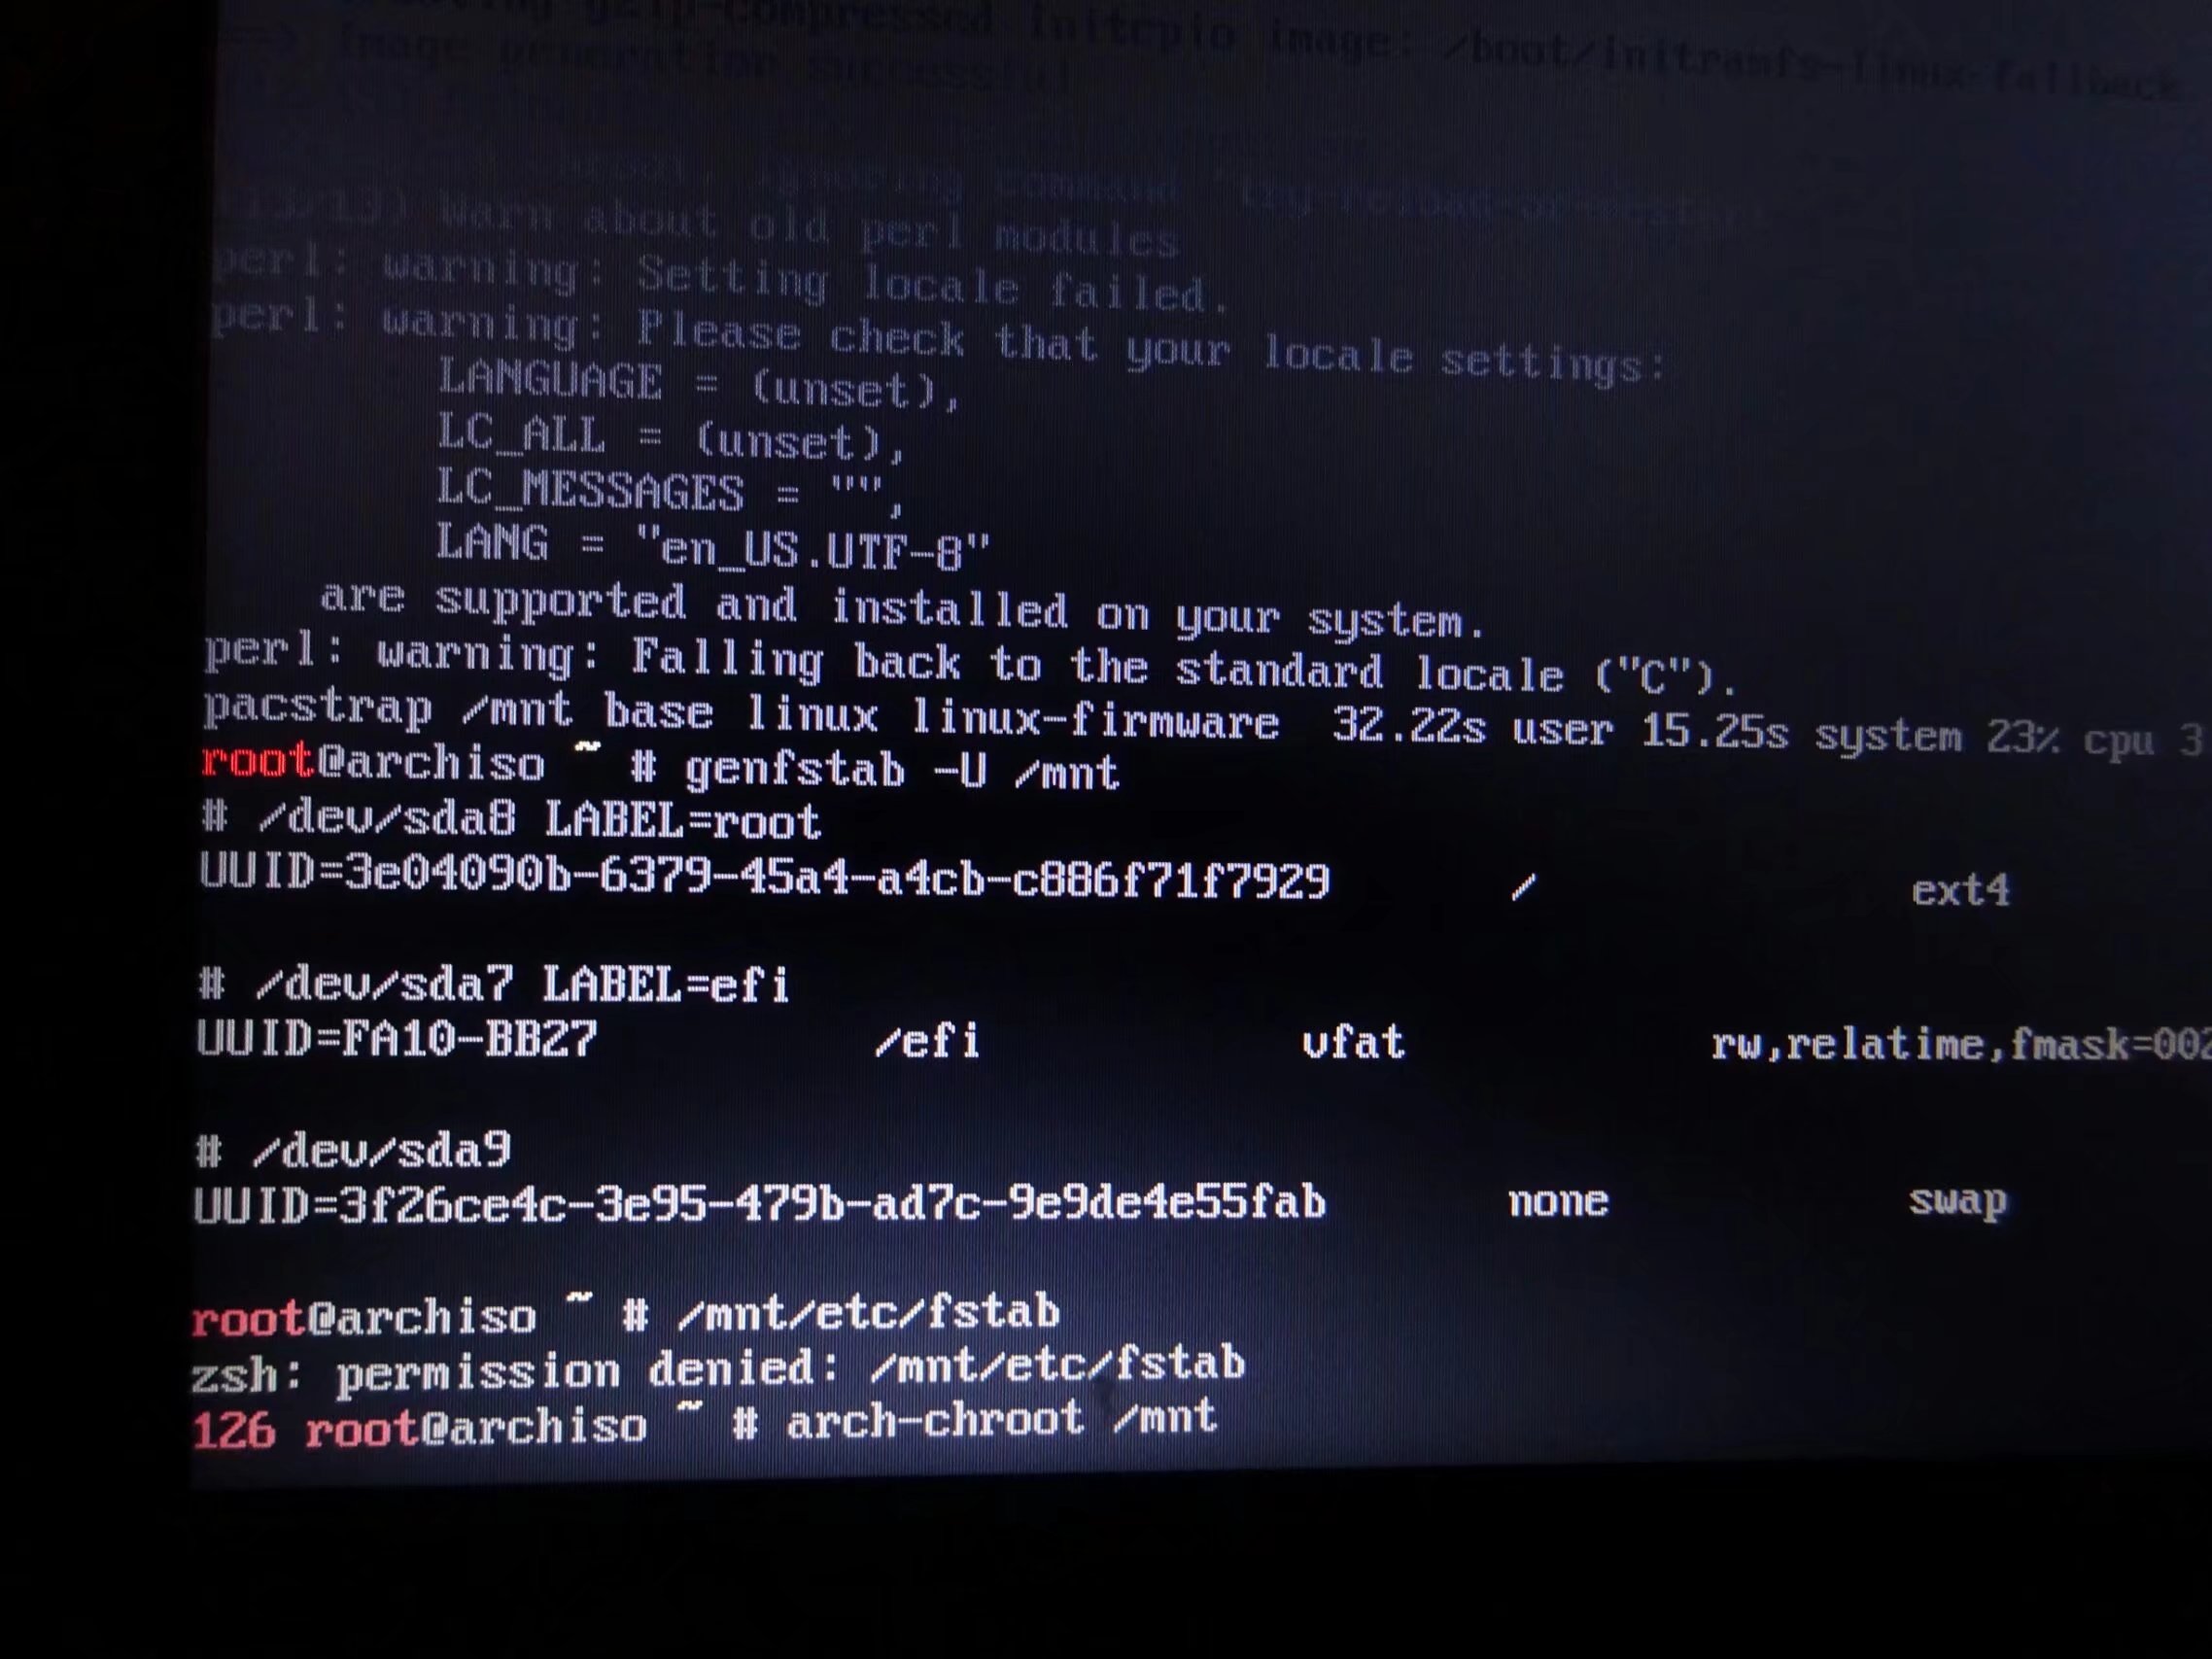 gzip-compressed initcpio image: /boot/initramfs-linux-fallback
==> Image generation successful
ignoring command 'try-reload-or-restart'
(13/13) Warn about old perl modules
perl: warning: Setting locale failed.
perl: warning: Please check that your locale settings:
LANGUAGE = (unset),
LC_ALL = (unset),
LC_MESSAGES = "",
LANG = "en_US.UTF-8"
are supported and installed on your system.
perl: warning: Falling back to the standard locale ("C").
pacstrap /mnt base linux linux-firmware 32.22s user 15.25s system 23% cpu 3
root@archiso ~ # genfstab -U /mnt
# /dev/sda8 LABEL=root
UUID=3e04090b-6379-45a4-a4cb-c886f71f7929 / ext4
# /dev/sda7 LABEL=efi
UUID=FA10-BB27 /efi vfat rw,relatime,fmask=002
# /dev/sda9
UUID=3f26ce4c-3e95-479b-ad7c-9e9de4e55fab none swap
root@archiso ~ # /mnt/etc/fstab
zsh: permission denied: /mnt/etc/fstab
126 root@archiso ~ # arch-chroot /mnt